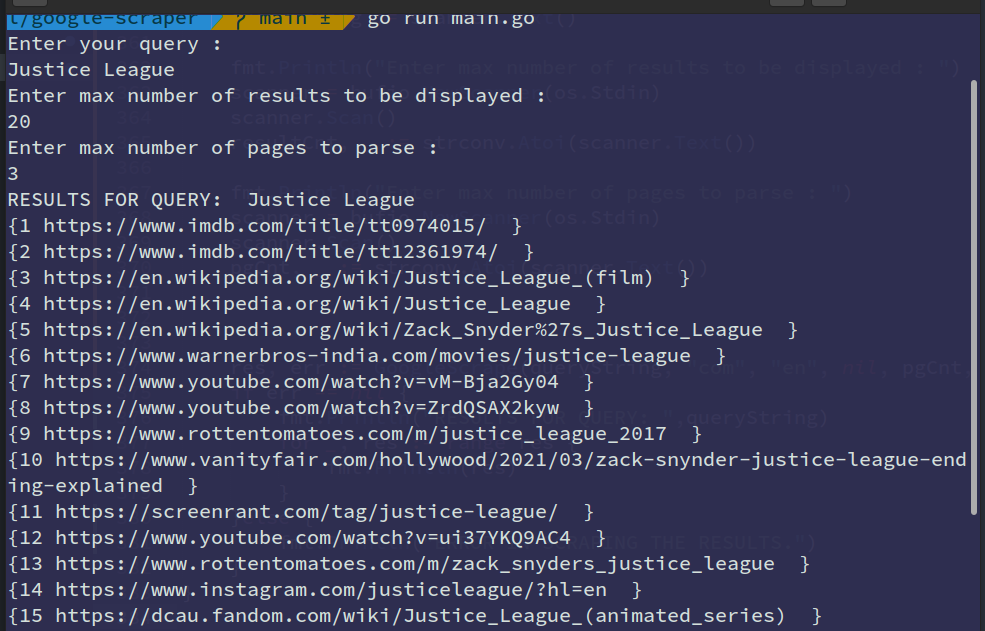 t/google-scraper main ± go run main.go
Enter your query :
Justice League
Enter max number of results to be displayed :
20
Enter max number of pages to parse :
3
RESULTS FOR QUERY:  Justice League
{1 https://www.imdb.com/title/tt0974015/  }
{2 https://www.imdb.com/title/tt12361974/  }
{3 https://en.wikipedia.org/wiki/Justice_League_(film)  }
{4 https://en.wikipedia.org/wiki/Justice_League  }
{5 https://en.wikipedia.org/wiki/Zack_Snyder%27s_Justice_League  }
{6 https://www.warnerbros-india.com/movies/justice-league  }
{7 https://www.youtube.com/watch?v=vM-Bja2Gy04  }
{8 https://www.youtube.com/watch?v=ZrdQSAX2kyw  }
{9 https://www.rottentomatoes.com/m/justice_league_2017  }
{10 https://www.vanityfair.com/hollywood/2021/03/zack-snynder-justice-league-end
ing-explained  }
{11 https://screenrant.com/tag/justice-league/  }
{12 https://www.youtube.com/watch?v=ui37YKQ9AC4  }
{13 https://www.rottentomatoes.com/m/zack_snyders_justice_league  }
{14 https://www.instagram.com/justiceleague/?hl=en  }
{15 https://dcau.fandom.com/wiki/Justice_League_(animated_series)  }